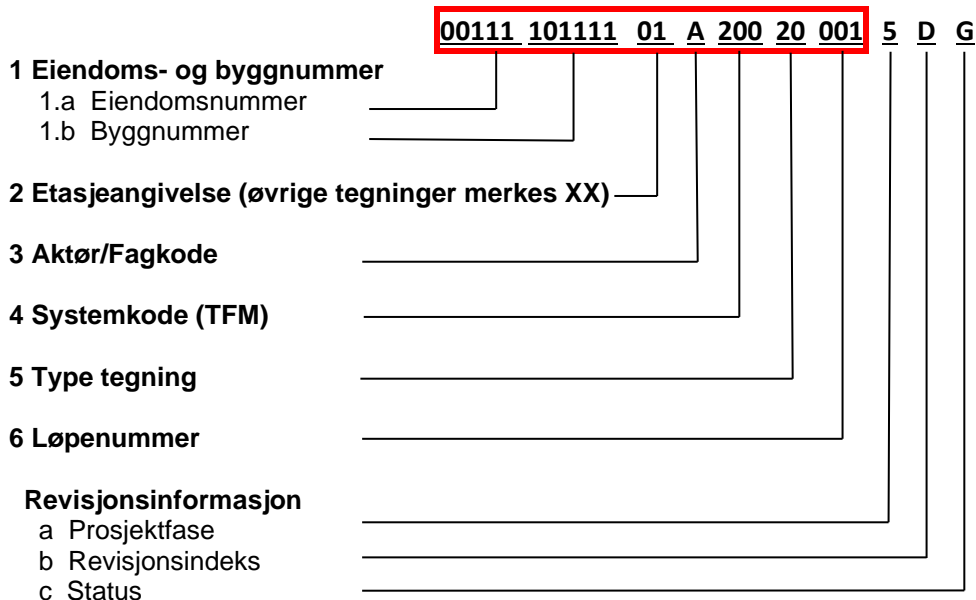 00111 101111 01 A 200 20 001 5 D G
1 Eiendoms- og byggnummer
1.a Eiendomsnummer
1.b Byggnummer
2 Etasjeangivelse (øvrige tegninger merkes XX)
3 Aktør/Fagkode
4 Systemkode (TFM)
5 Type tegning
6 Løpenummer
Revisjonsinformasjon
a Prosjektfase
b Revisjonsindeks
c Status